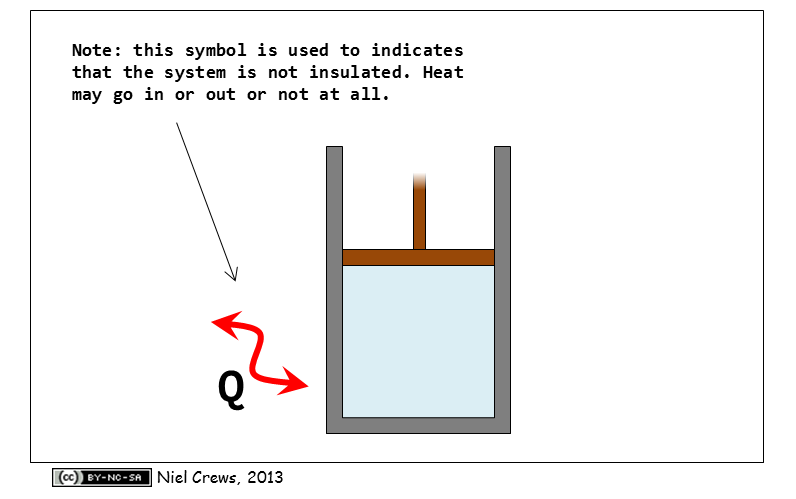 Note: this symbol is used to indicates
that the system is not insulated. Heat
may go in or out or not at all.
Q
(cc) BY-NC-SA Niel Crews, 2013